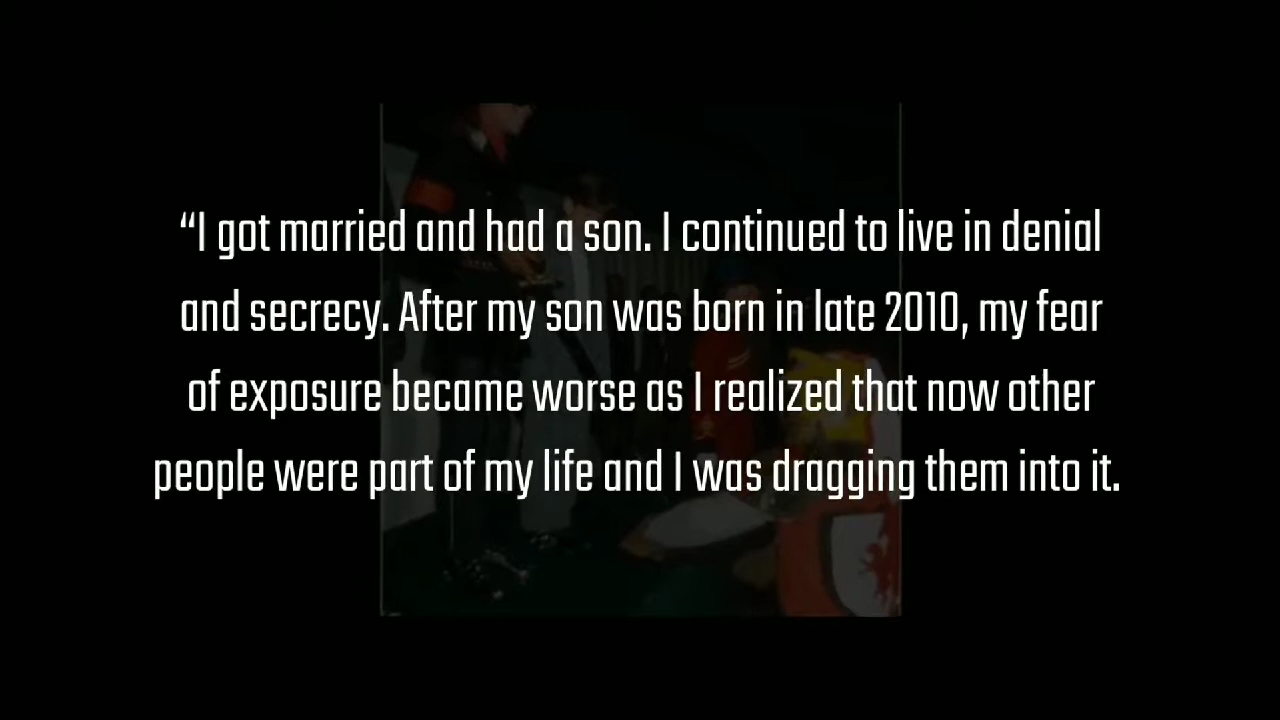 “I got married and had a son. I continued to live in denial
and secrecy. After my son was born in late 2010, my fear
of exposure became worse as I realized that now other
people were part of my life and I was dragging them into it.